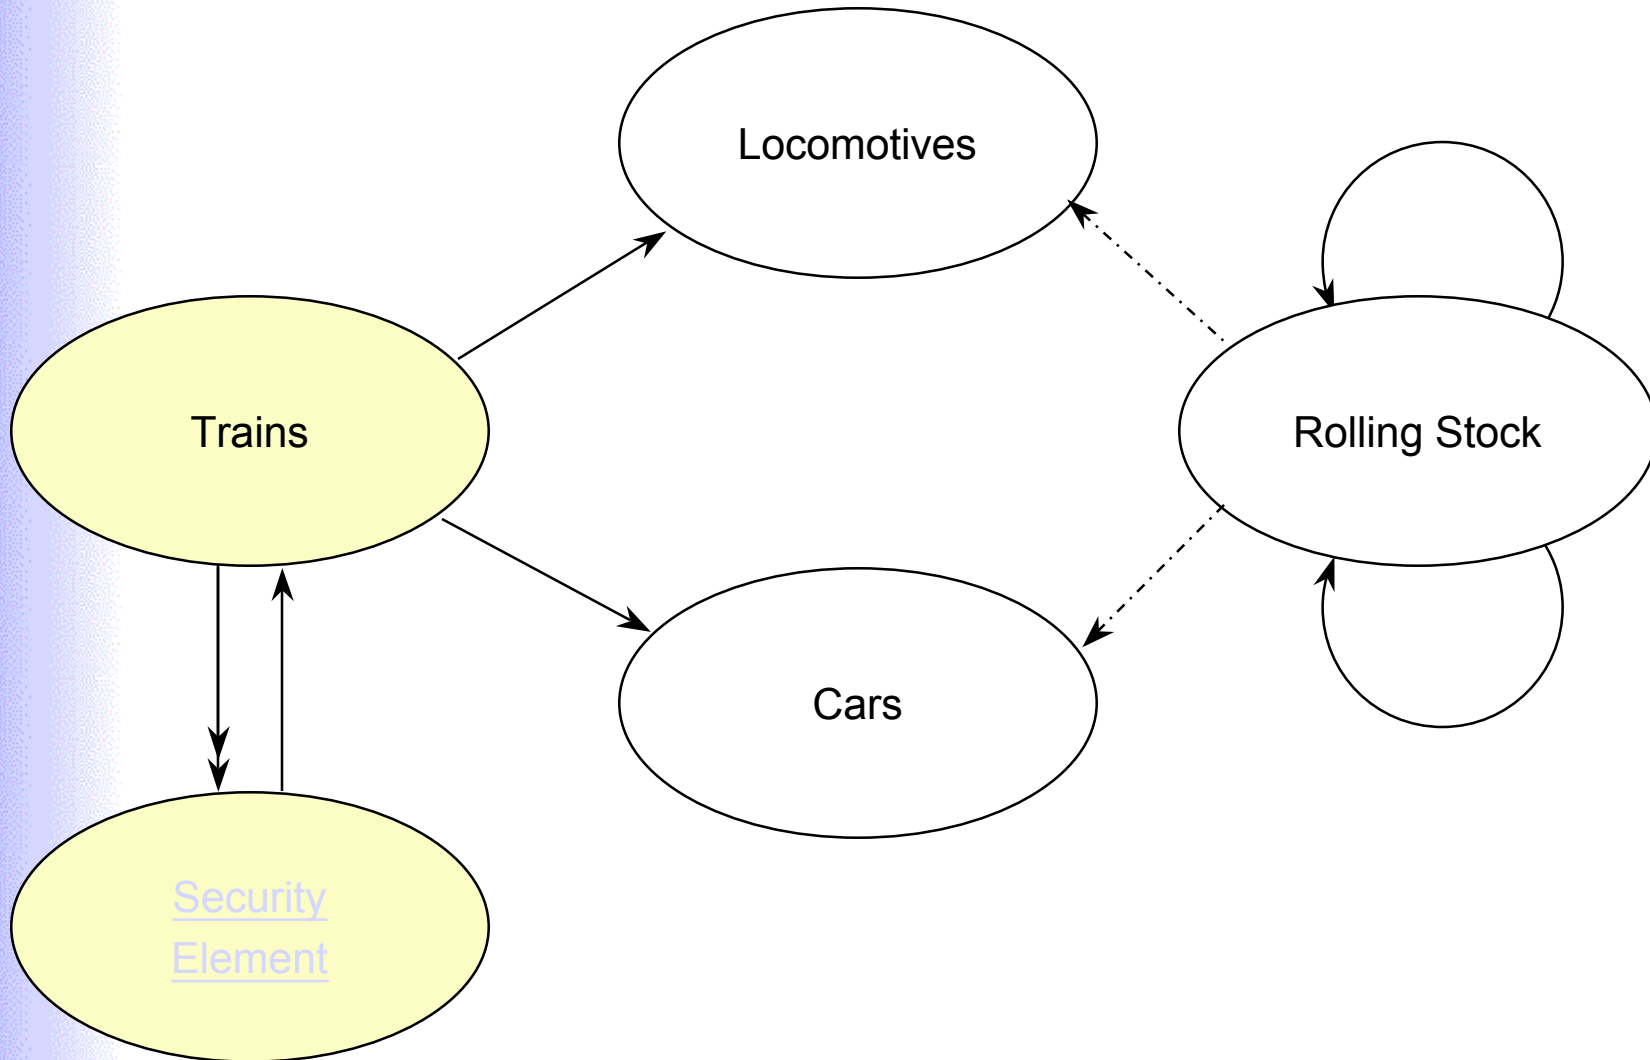 Locomotives
Trains
Rolling Stock
Cars
Security
Element